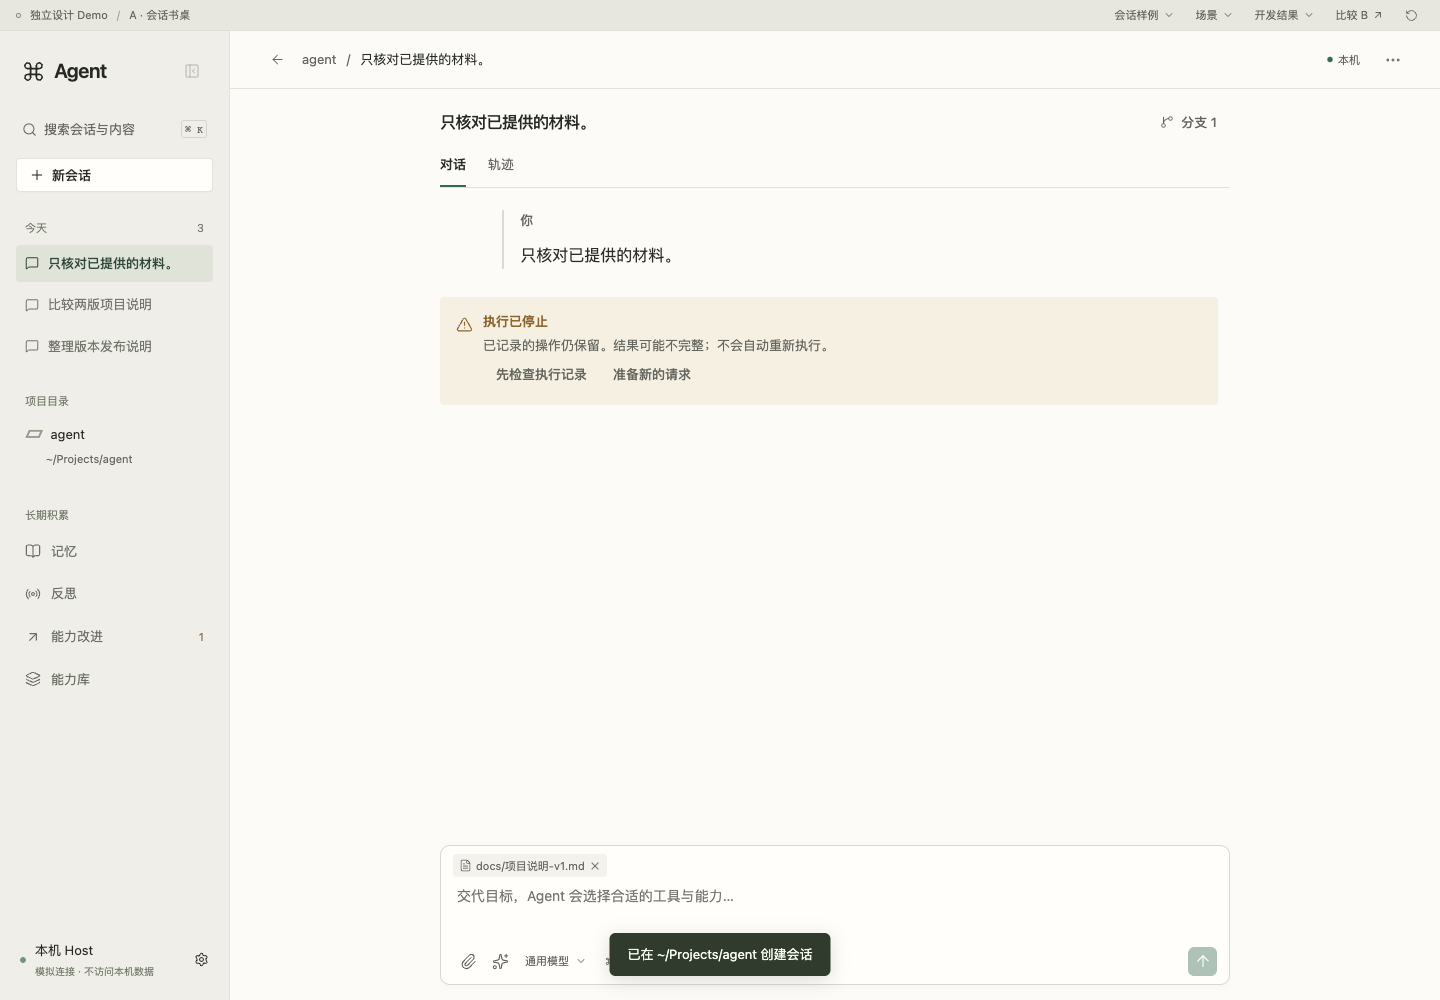 独立设计 Demo / A · 会话书桌
会话样例 场景 开发结果 比较 B
Agent
agent / 只核对已提供的材料。
本机
搜索会话与内容 ⌘ K
新会话
今天 3
只核对已提供的材料。
比较两版项目说明
整理版本发布说明
项目目录
agent
~/Projects/agent
长期积累
记忆
反思
能力改进 1
能力库
本机 Host
模拟连接 · 不访问本机数据
只核对已提供的材料。
分支 1
对话 轨迹
你
只核对已提供的材料。
执行已停止
已记录的操作仍保留。结果可能不完整；不会自动重新执行。
先检查执行记录 准备新的请求
docs/项目说明-v1.md
交代目标，Agent 会选择合适的工具与能力...
通用模型
已在 ~/Projects/agent 创建会话